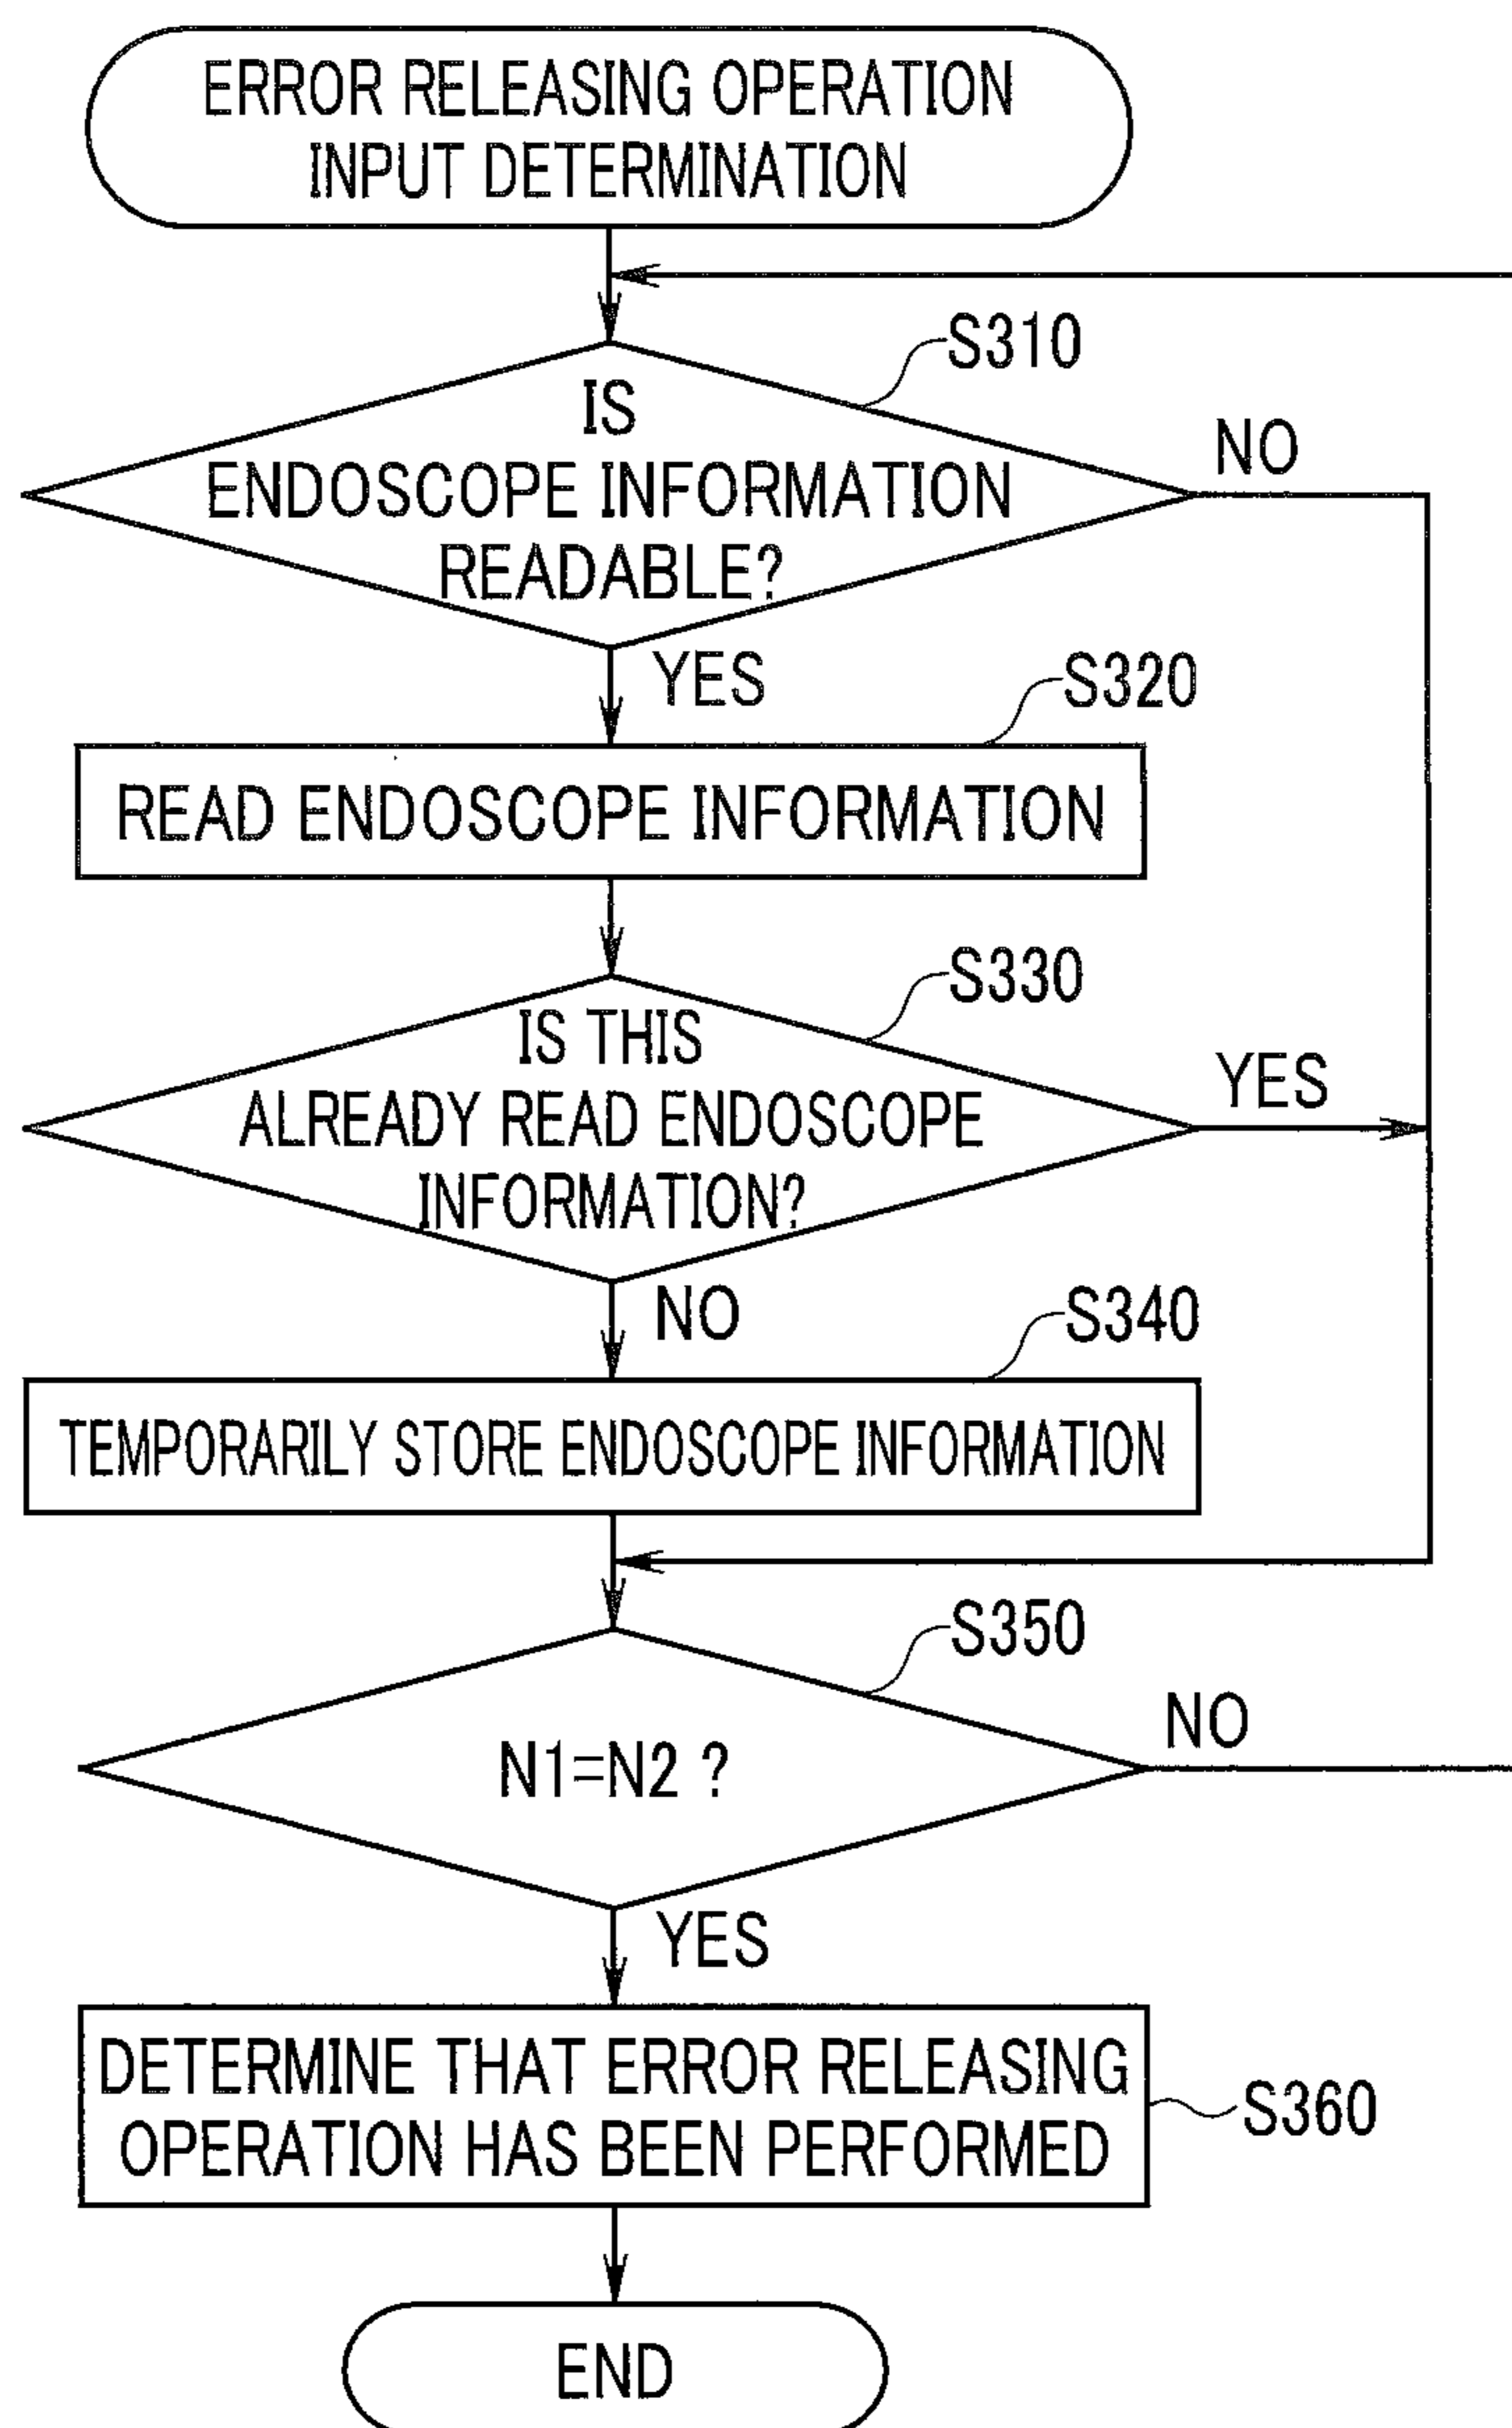 ERROR RELEASING OPERATION
INPUT DETERMINATION
S310
IS
ENDOSCOPE INFORMATION
READABLE?
NO
YES
S320
READ ENDOSCOPE INFORMATION
S330
IS THIS
ALREADY READ ENDOSCOPE
INFORMATION?
YES
NO
S340
TEMPORARILY STORE ENDOSCOPE INFORMATION
S350
N1=N2 ?
NO
YES
DETERMINE THAT ERROR RELEASING
OPERATION HAS BEEN PERFORMED
S360
END